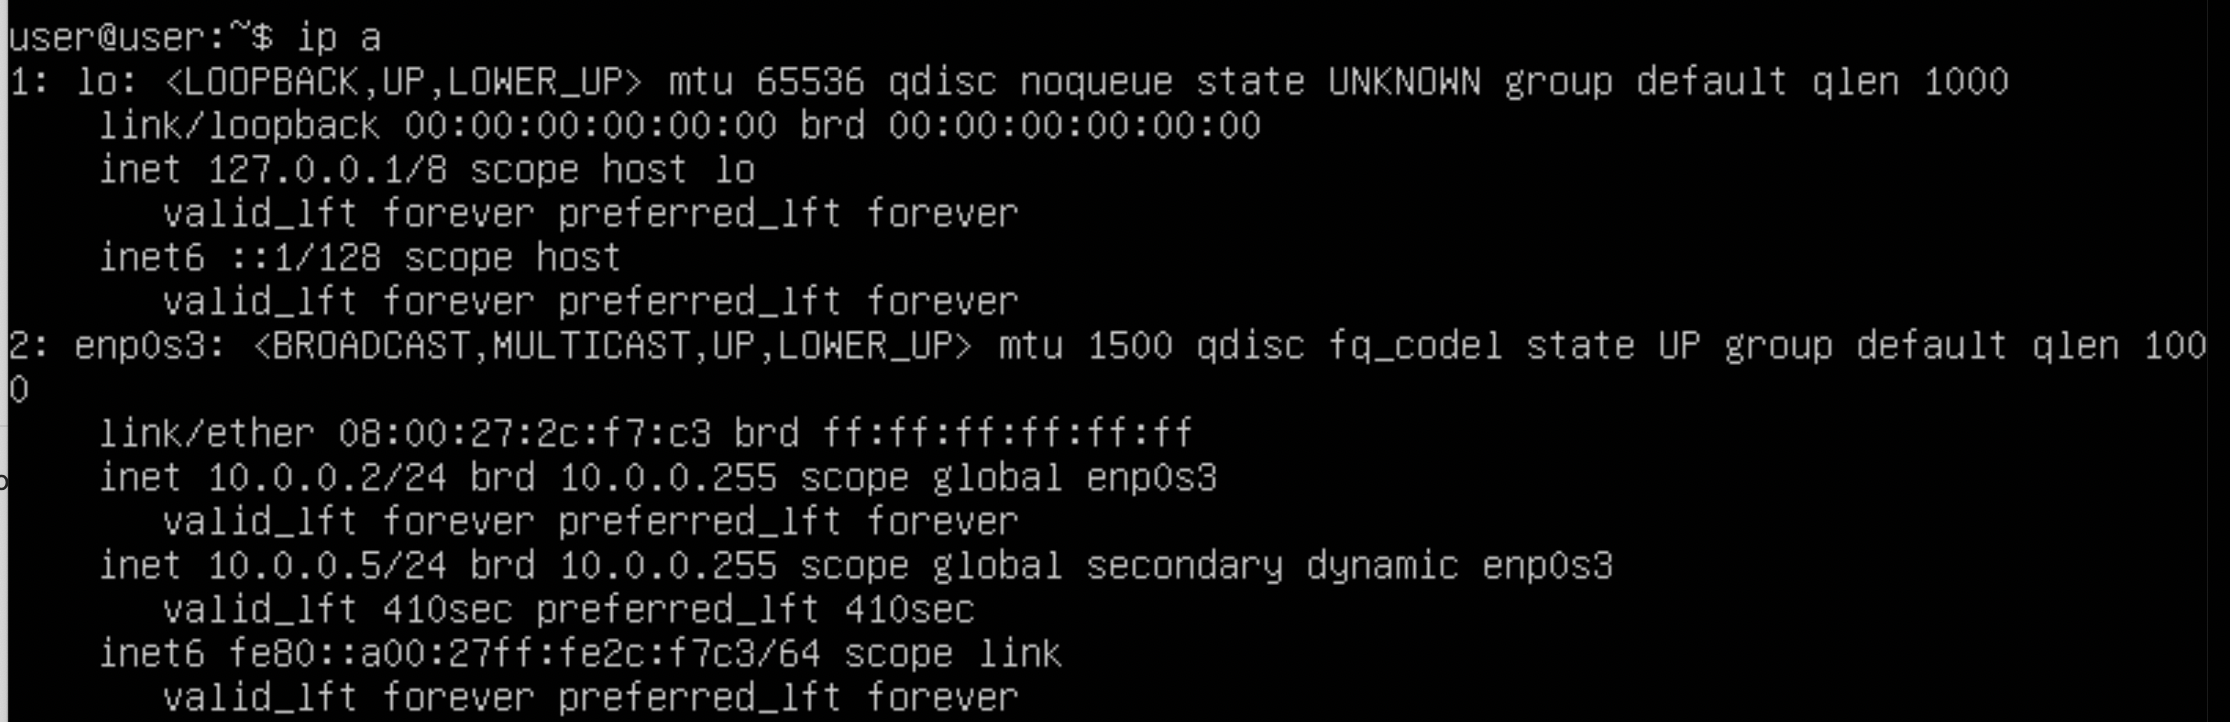 user@user:~$ ip a
1: lo: <LOOPBACK,UP,LOWER_UP> mtu 65536 qdisc noqueue state UNKNOWN group default qlen 1000
    link/loopback 00:00:00:00:00:00 brd 00:00:00:00:00:00
    inet 127.0.0.1/8 scope host lo
       valid_lft forever preferred_lft forever
    inet6 ::1/128 scope host
       valid_lft forever preferred_lft forever
2: enp0s3: <BROADCAST,MULTICAST,UP,LOWER_UP> mtu 1500 qdisc fq_codel state UP group default qlen 100
0
    link/ether 08:00:27:2c:f7:c3 brd ff:ff:ff:ff:ff:ff
    inet 10.0.0.2/24 brd 10.0.0.255 scope global enp0s3
       valid_lft forever preferred_lft forever
    inet 10.0.0.5/24 brd 10.0.0.255 scope global secondary dynamic enp0s3
       valid_lft 410sec preferred_lft 410sec
    inet6 fe80::a00:27ff:fe2c:f7c3/64 scope link
       valid_lft forever preferred_lft forever